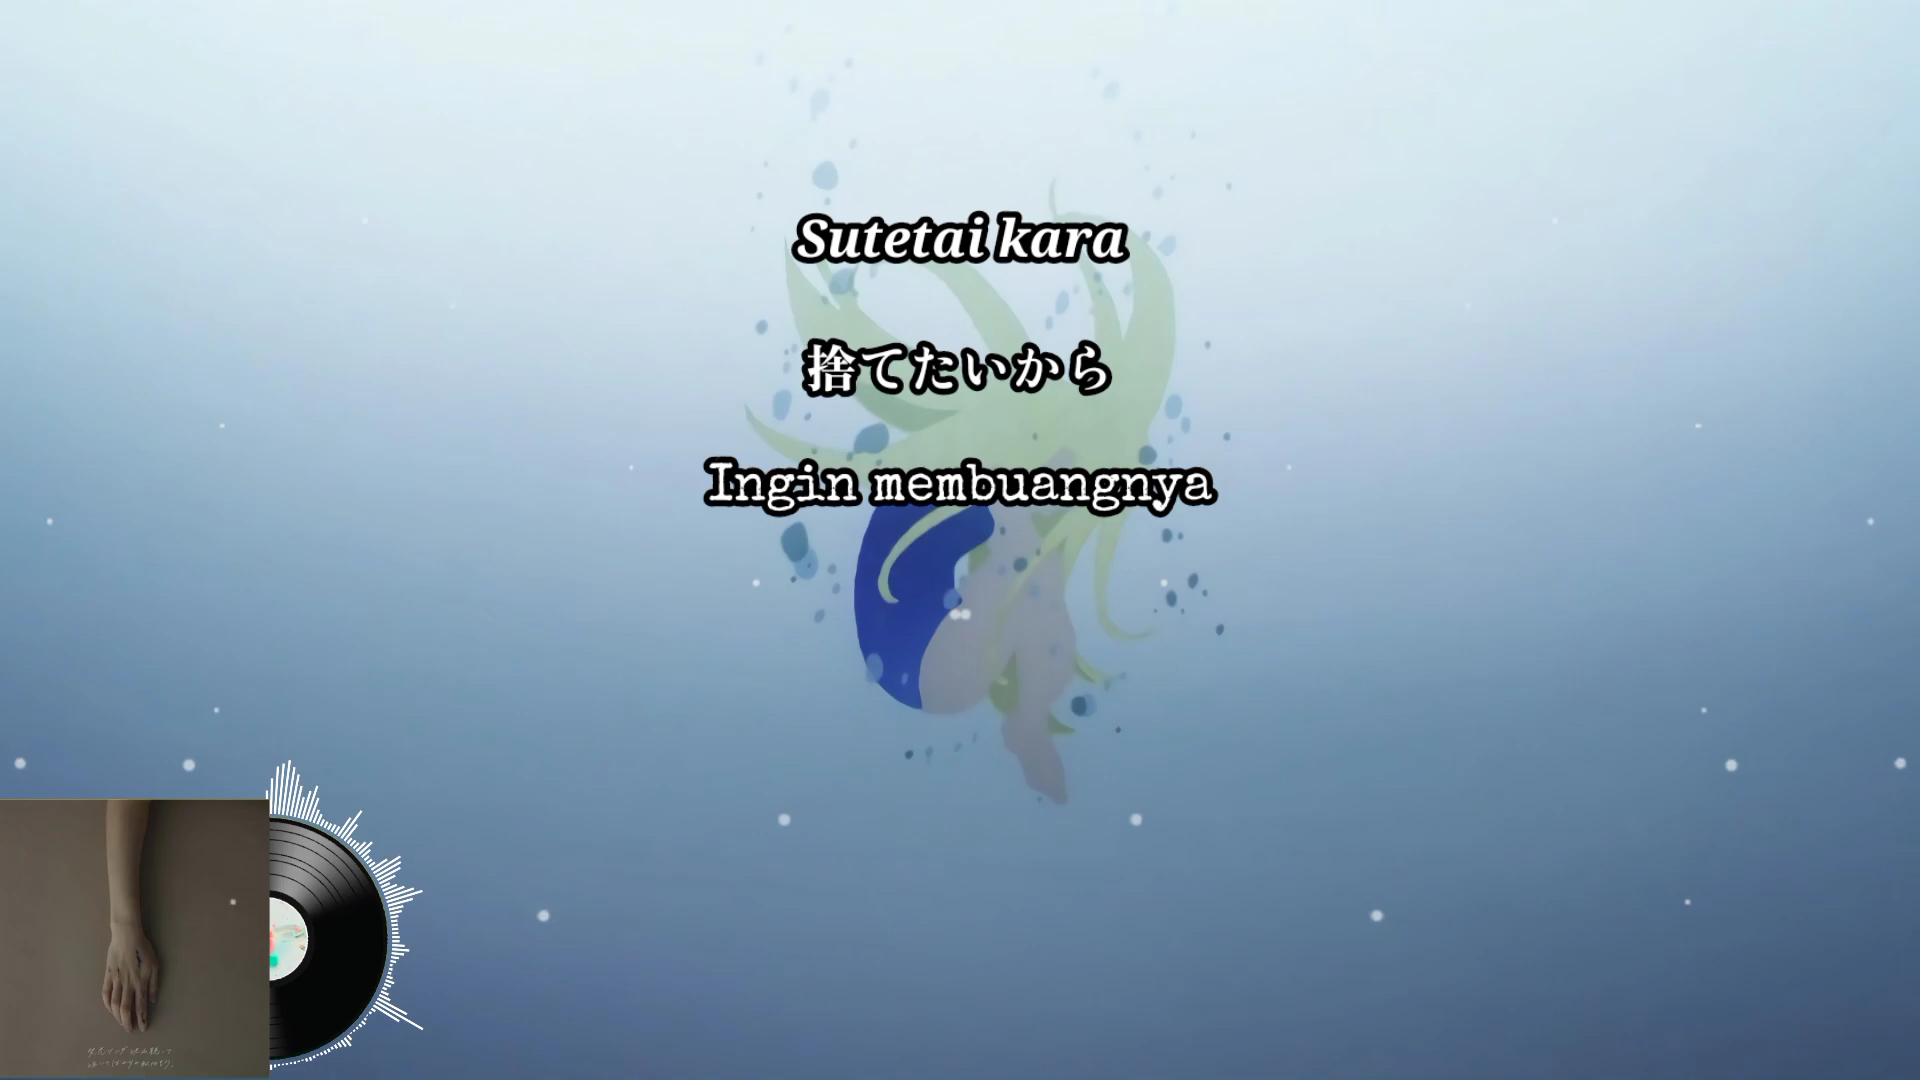 Sutetai kara
捨てたいから
Ingin membuangnya